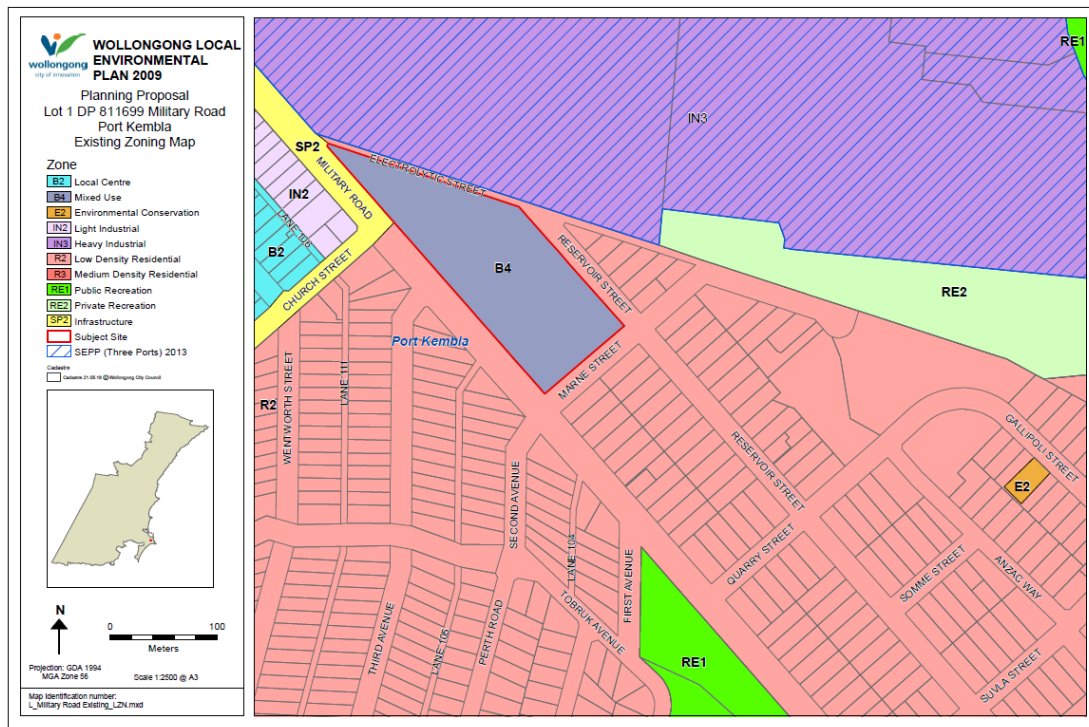 wollongong
city of innovation
WOLLONGONG LOCAL
ENVIRONMENTAL
PLAN 2009
Planning Proposal
Lot 1 DP 811699 Military Road
Port Kembla
Existing Zoning Map
Zone
B2 Local Centre
B4 Mixed Use
E2 Environmental Conservation
IN2 Light Industrial
IN3 Heavy Industrial
R2 Low Density Residential
R3 Medium Density Residential
RE1 Public Recreation
RE2 Private Recreation
SP2 Infrastructure
Subject Site
SEPP (Three Ports) 2013
Cadastre
Cadastre 21.05.18 @Wollongong City Council
N
0 100
Meters
Projection: GDA 1994
MGA Zone 56
Scale 1:2500 @ A3
Map Identification number:
L_Military Road Existing_LZN.mxd
RE1
IN3
SP2
ELECTROLYTIC STREET
MILITARY ROAD
IN2
LANE 106
B2
CHURCH STREET
B4
RESERVOIR STREET
RE2
Port Kembla
MARNE STREET
LANE 111
WENTWORTH STREET
R2
GALLIPOLI STREET
RESERVOIR STREET
E2
SECOND AVENUE
LANE 104
QUARRY STREET
SOMME STREET
ANZAC WAY
FIRST AVENUE
TOBRUK AVENUE
THIRD AVENUE
LANE 105
PERTH ROAD
RE1
SUVLA STREET